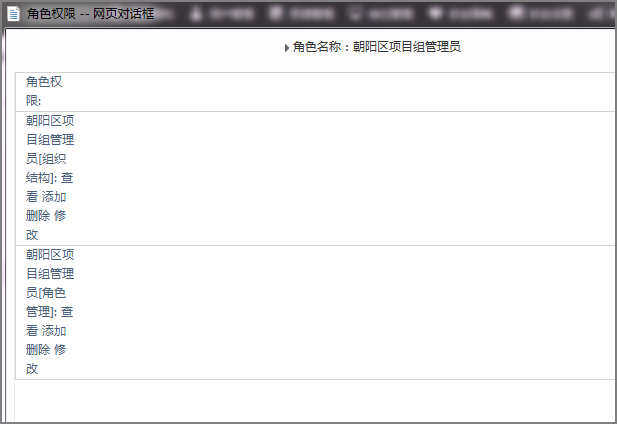 角色权限 -- 网页对话框
角色名称：朝阳区项目组管理员
角色权
限:
朝阳区项
目组管理
员[组织
结构]: 查
看 添加
删除 修
改
朝阳区项
目组管理
员[角色
管理]: 查
看 添加
删除 修
改